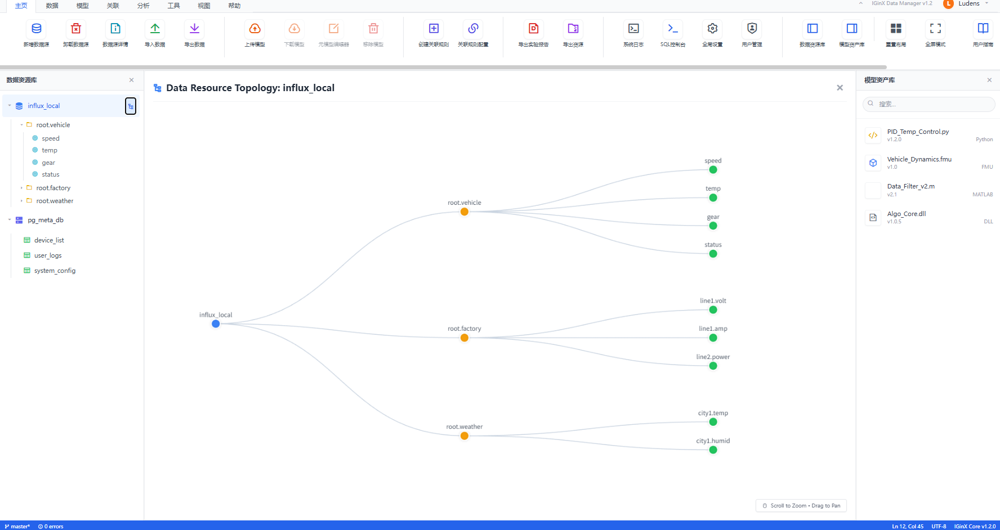 主页 数据 模型 关联 分析 工具 视图 帮助 IGinX Data Manager v1.2 L Ludens
新增数据源 卸载数据源 数据源详情 导入数据 导出数据 上传模型 下载模型 元模型编辑器 移除模型 创建关联规则 关联规则配置 导出实验报告 导出资源 系统日志 SQL控制台 全局设置 用户管理 数据资源库 模型资产库 重置布局 全屏模式 用户指南
数据资源库
influx_local
root.vehicle
speed
temp
gear
status
root.factory
root.weather
pg_meta_db
device_list
user_logs
system_config
Data Resource Topology: influx_local
speed
temp
root.vehicle
gear
status
line1.volt
influx_local
root.factory
line1.amp
line2.power
city1.temp
root.weather
city1.humid
Scroll to Zoom • Drag to Pan
模型资产库
搜索...
PID_Temp_Control.py
v1.2.0 Python
Vehicle_Dynamics.fmu
v1.0 FMU
Data_Filter_v2.m
v2.1 MATLAB
Algo_Core.dll
v1.0.5 DLL
master* 0 errors Ln 12, Col 45 UTF-8 IGinX Core v1.2.0